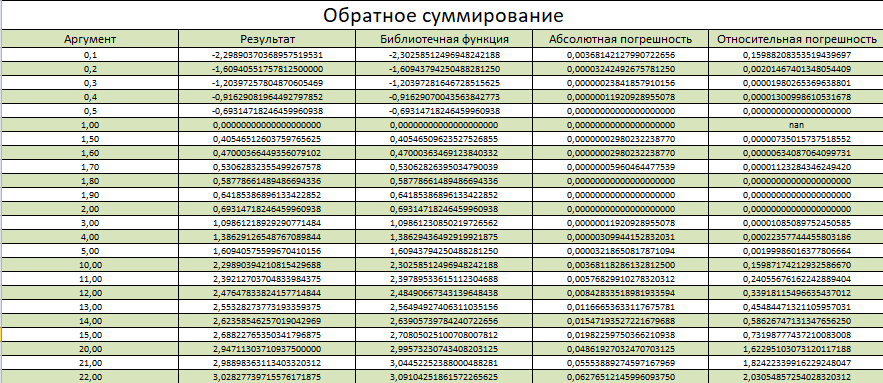 Обратное суммирование
Аргумент Результат Библиотечная функция Абсолютная погрешность Относительная погрешность
0,1 -2,29890370368957519531 -2,30258512496948242188 0,00368142127990722656 0,15988208353519439697
0,2 -1,60940551757812500000 -1,60943794250488281250 0,00003242492675781250 0,00201467401348054409
0,3 -1,20397257804870605469 -1,20397281646728515625 0,00000023841857910156 0,00001980265369638801
0,4 -0,91629081964492797852 -0,91629070043563842773 0,00000011920928955078 0,00001300998610531678
0,5 -0,69314718246459960938 -0,69314718246459960938 0,00000000000000000000 0,00000000000000000000
1,00 0,00000000000000000000 0,00000000000000000000 0,00000000000000000000 nan
1,50 0,40546512603759765625 0,40546509623527526855 0,00000002980232238770 0,00000735015737518552
1,60 0,47000366449356079102 0,47000363469123840332 0,00000002980232238770 0,00000634087064099731
1,70 0,53062832355499267578 0,53062826395034790039 0,00000005960464477539 0,00001123284346249420
1,80 0,58778661489486694336 0,58778661489486694336 0,00000000000000000000 0,00000000000000000000
1,90 0,64185386896133422852 0,64185386896133422852 0,00000000000000000000 0,00000000000000000000
2,00 0,69314718246459960938 0,69314718246459960938 0,00000000000000000000 0,00000000000000000000
3,00 1,09861218929290771484 1,09861230850219726562 0,00000011920928955078 0,00001085089752450585
4,00 1,38629126548767089844 1,38629436492919921875 0,00000309944152832031 0,00022357744455803186
5,00 1,60940575599670410156 1,60943794250488281250 0,00003218650817871094 0,00199986016377806664
10,00 2,29890394210815429688 2,30258512496948242188 0,00368118286132812500 0,15987174212932586670
11,00 2,39212703704833984375 2,39789533615112304688 0,00576829910278320312 0,24055676162242889404
12,00 2,47647833824157714844 2,48490667343139648438 0,00842833518981933594 0,33918115496635437012
13,00 2,55328273773193359375 2,56494927406311035156 0,01166653633117675781 0,45484471321105957031
14,00 2,62358546257019042969 2,63905739784240722656 0,01547193527221679688 0,58626747131347656250
15,00 2,68822765350341796875 2,70805025100708007812 0,01982259750366210938 0,73198777437210083008
20,00 2,94711303710937500000 2,99573230743408203125 0,04861927032470703125 1,62295103073120117188
21,00 2,98898363113403320312 3,04452252388000488281 0,05553889274597167969 1,82422339916229248047
22,00 3,02827739715576171875 3,09104251861572265625 0,06276512145996093750 2,03054857254028320312